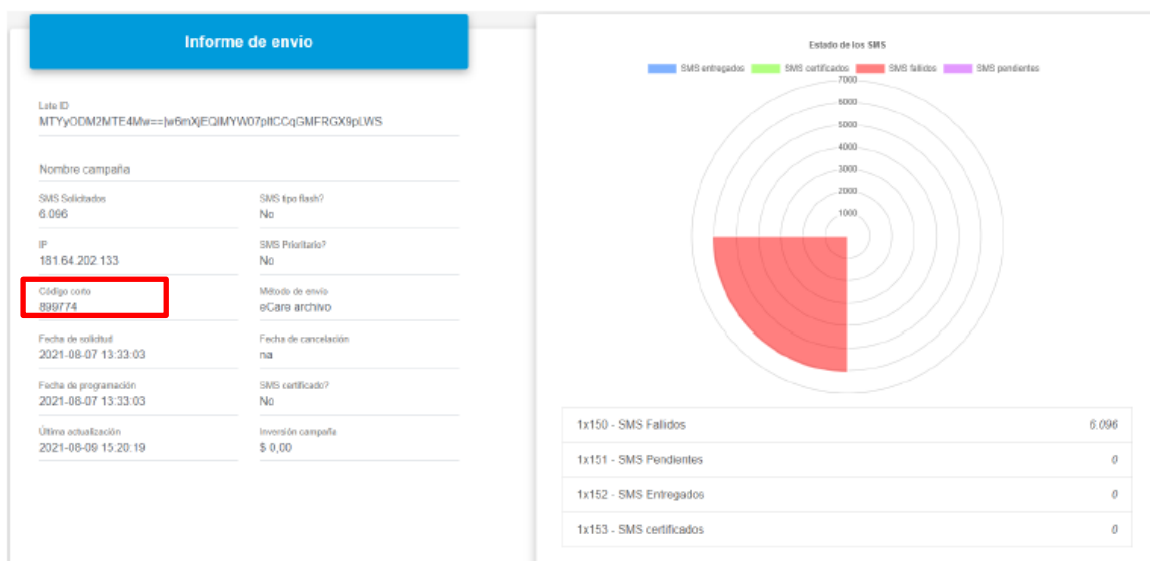 Informe de envio
Lote ID
Nombre campaña
SMS Solicitados
6.096
SMS tipo flash?
No
IP
181.64.202.133
SMS Prioritario?
No
Código corto
899774
Método de envío
eCare archivo
Fecha de solicitud
2021-08-07 13:33:03
Fecha de cancelación
na
Fecha de programación
2021-08-07 13:33:03
SMS certificado?
No
Última actualización
2021-08-09 15:20:19
Inversión campaña
$ 0,00
Estado de los SMS
SMS entregados
SMS certificados
SMS fallidos
SMS pendientes
7000
6000
5000
4000
3000
2000
1000
1x150 - SMS Fallidos 6.096
1x151 - SMS Pendientes 0
1x152 - SMS Entregados 0
1x153 - SMS certificados 0